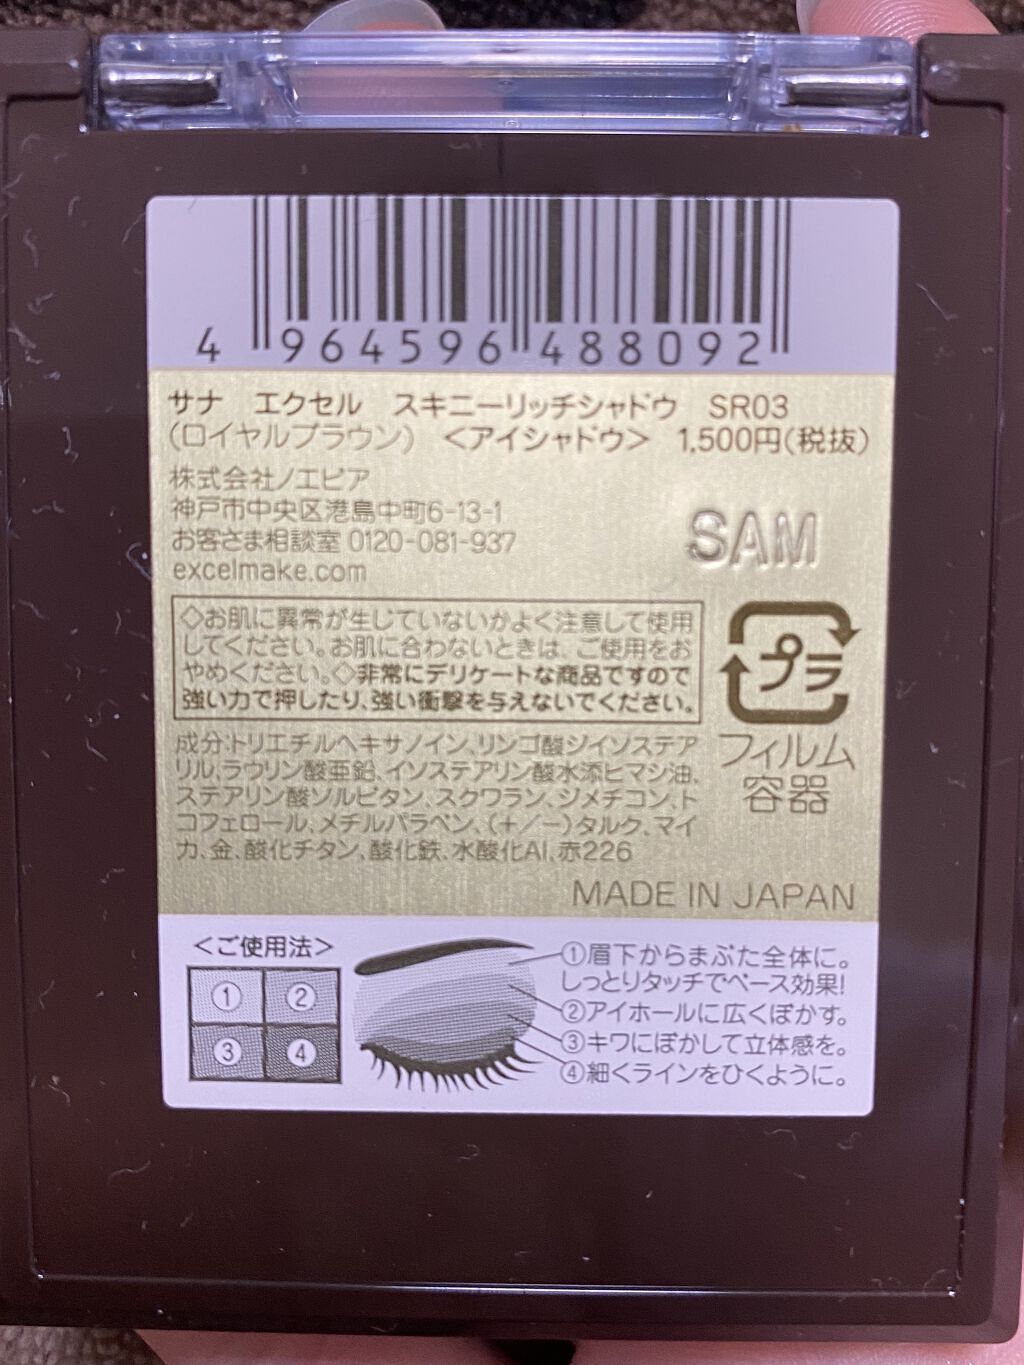 4 964596 488092
サナ エクセル スキニーリッチシャドウ SR03
(ロイヤルブラウン) <アイシャドウ> 1,500円(税抜)
株式会社ノエビア
神戸市中央区港島中町6-13-1
お客さま相談室 0120-081-937
excelmake.com
SAM
◇お肌に異常が生じていないかよく注意して使用
してください。お肌に合わないときは、ご使用をお
やめください。◇非常にデリケートな商品ですので
強い力で押したり、強い衝撃を与えないでください。
プラ
フィルム
容器
成分:トリエチルヘキサノイン、リンゴ酸ジイソステア
リル、ラウリン酸亜鉛、イソステアリン酸水添ヒマシ油、
ステアリン酸ソルビタン、スクワラン、ジメチコン、ト
コフェロール、メチルパラベン、(+/−)タルク、マイ
カ、金、酸化チタン、酸化鉄、水酸化Al、赤226
MADE IN JAPAN
<ご使用法>
① ②
③ ④
①眉下からまぶた全体に。
しっとりタッチでベース効果!
②アイホールに広くぼかす。
③キワにぼかして立体感を。
④細くラインをひくように。